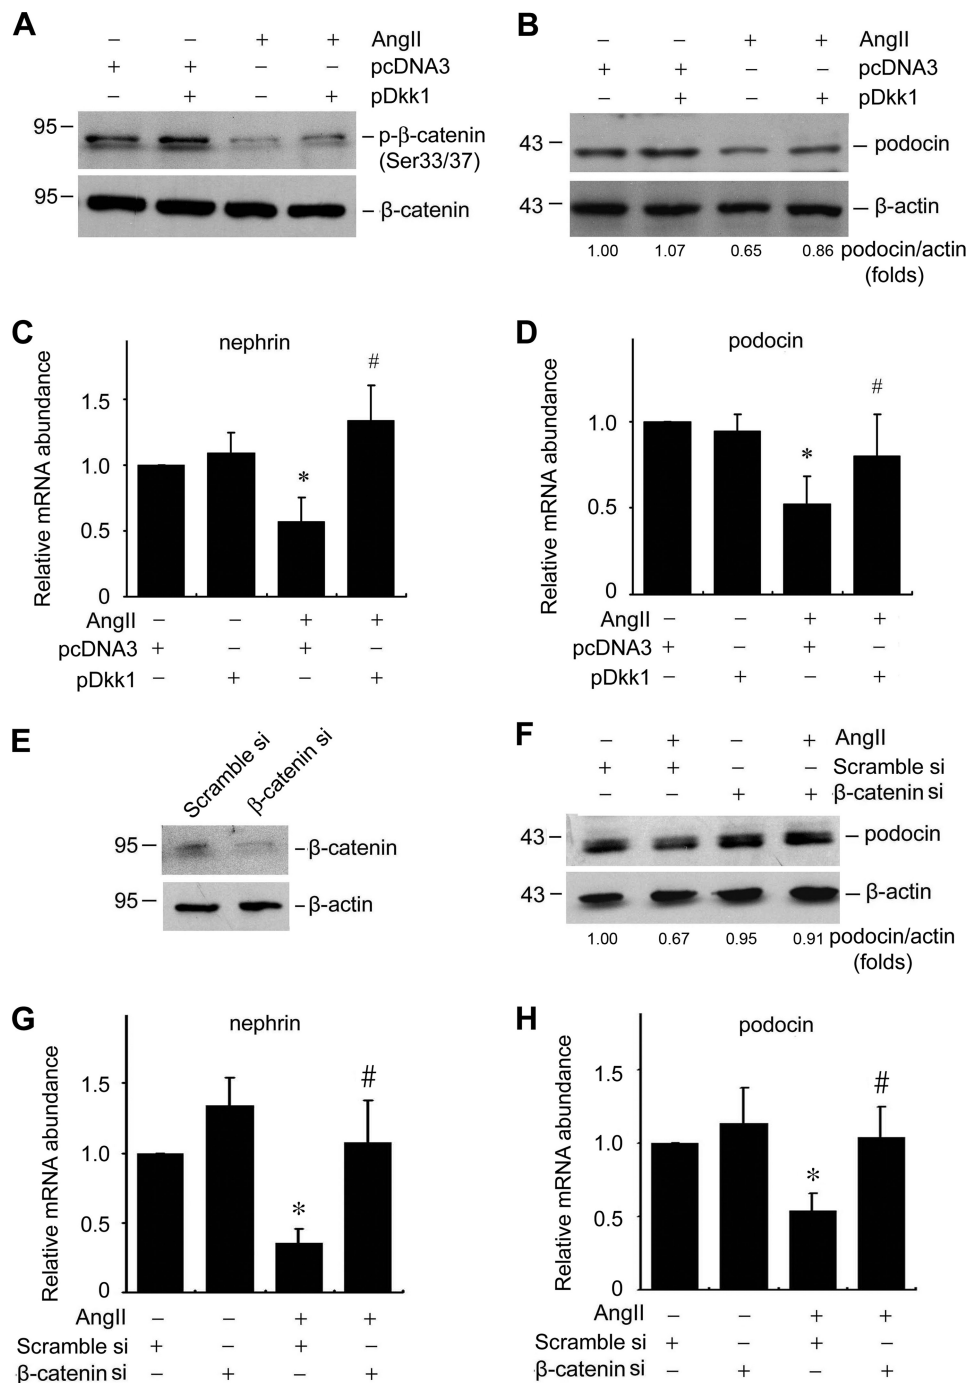 A
− − + + AngII
+ + − − pcDNA3
− + − + pDkk1
95
p-β-catenin
(Ser33/37)
95
β-catenin
B
− − + + AngII
+ + − − pcDNA3
− + − + pDkk1
43
podocin
43
β-actin
1.00 1.07 0.65 0.86 podocin/actin
(folds)
C
nephrin
Relative mRNA abundance
1.5
1.0
0.5
0
*
#
AngII − − + +
pcDNA3 + − + −
pDkk1 − + − +
D
podocin
Relative mRNA abundance
1.0
0.5
0
*
#
AngII − − + +
pcDNA3 + − + −
pDkk1 − + − +
E
Scramble si
β-catenin si
95
β-catenin
95
β-actin
F
− + − + AngII
+ + − − Scramble si
− − + + β-catenin si
43
podocin
43
β-actin
1.00 0.67 0.95 0.91 podocin/actin
(folds)
G
nephrin
Relative mRNA abundance
1.5
1.0
0.5
0
*
#
AngII − − + +
Scramble si + − + −
β-catenin si − + − +
H
podocin
Relative mRNA abundance
1.5
1.0
0.5
0
*
#
AngII − − + +
Scramble si + − + −
β-catenin si − + − +